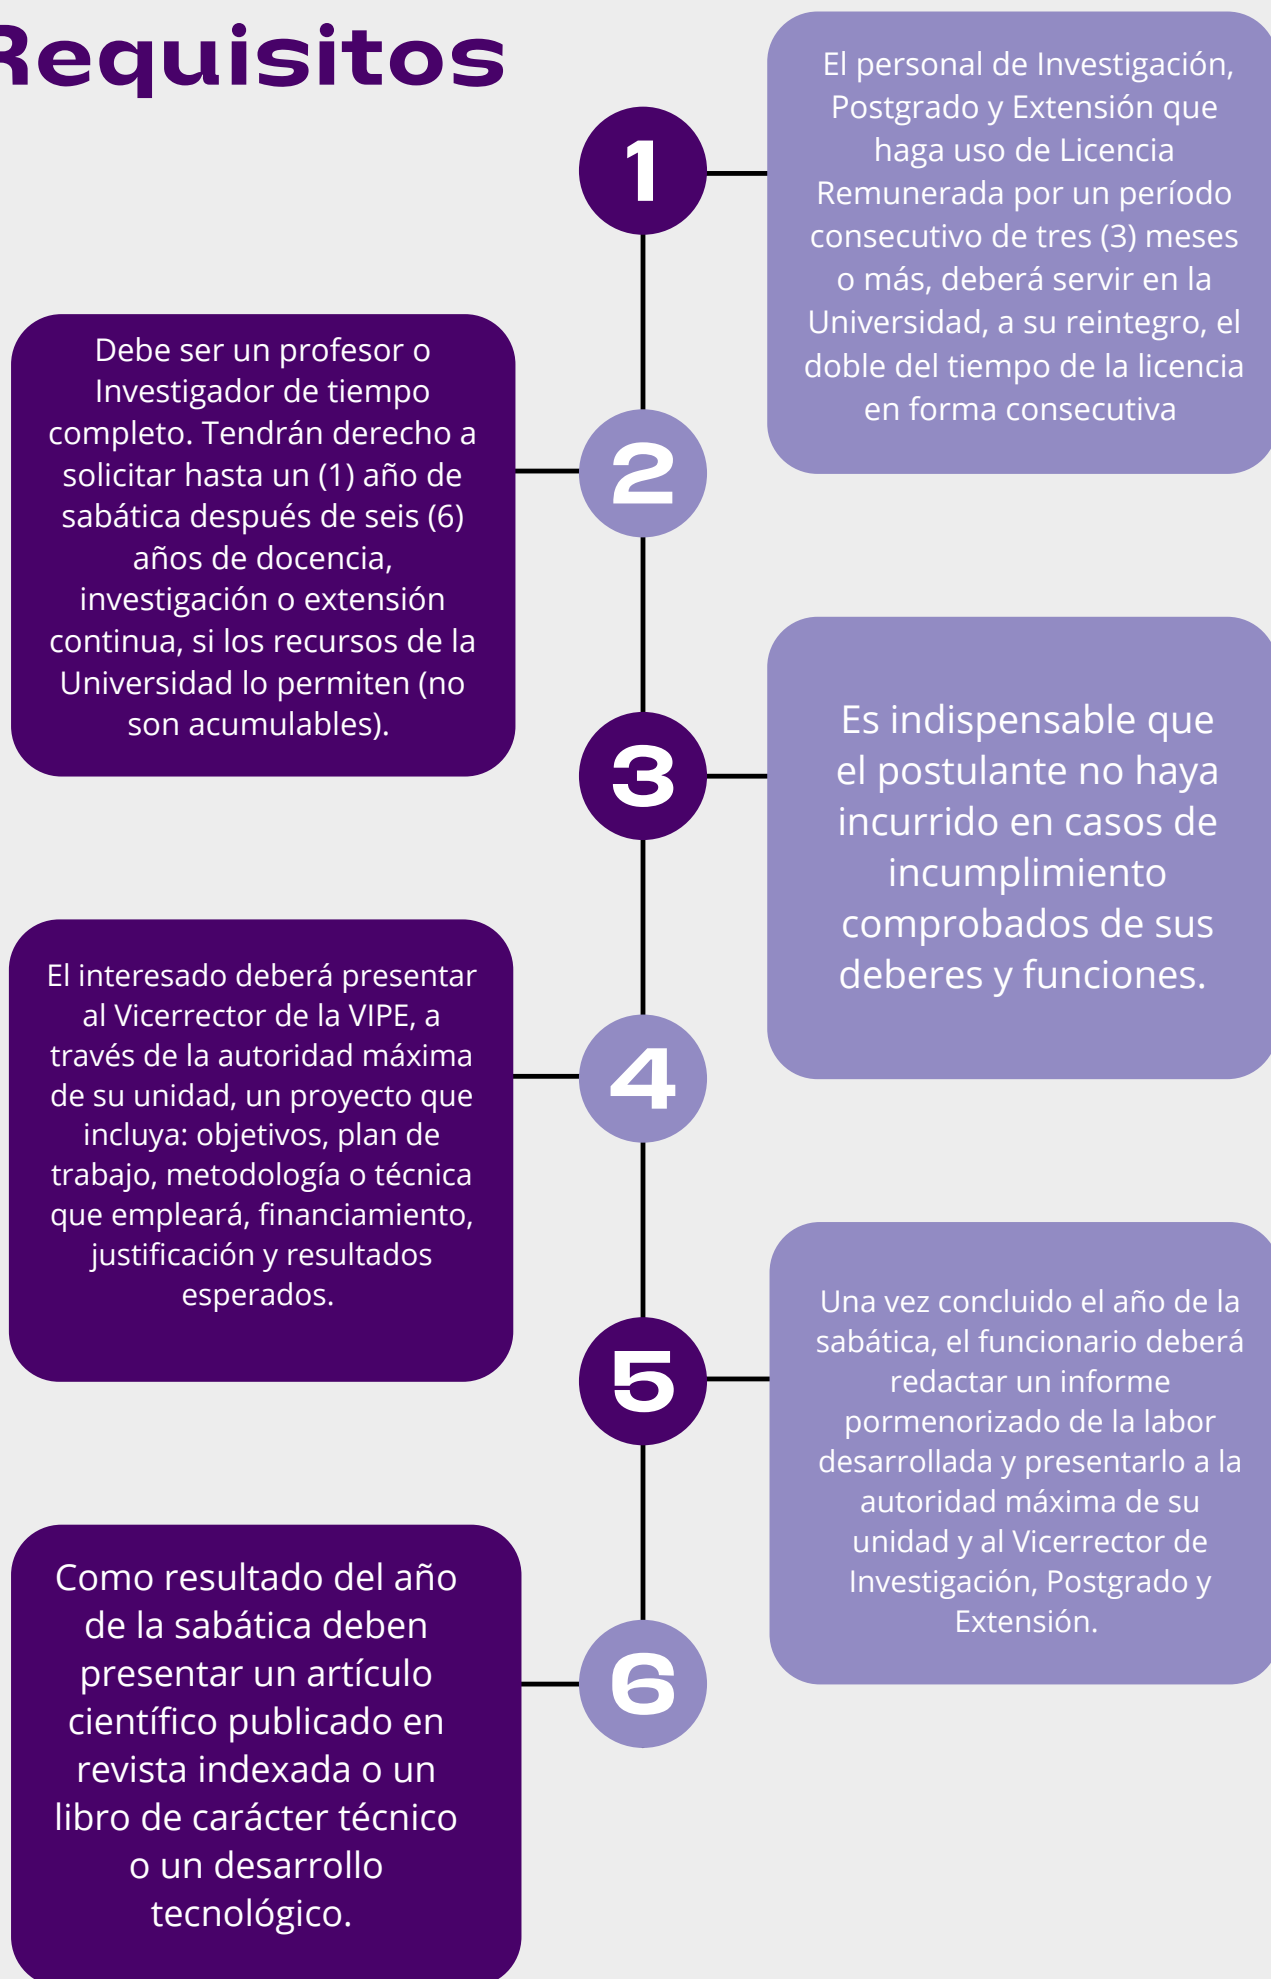 Requisitos
1
El personal de Investigación,
Postgrado y Extensión que
haga uso de Licencia
Remunerada por un período
consecutivo de tres (3) meses
o más, deberá servir en la
Universidad, a su reintegro, el
doble del tiempo de la licencia
en forma consecutiva
2
Debe ser un profesor o
Investigador de tiempo
completo. Tendrán derecho a
solicitar hasta un (1) año de
sabática después de seis (6)
años de docencia,
investigación o extensión
continua, si los recursos de la
Universidad lo permiten (no
son acumulables).
3
Es indispensable que
el postulante no haya
incurrido en casos de
incumplimiento
comprobados de sus
deberes y funciones.
4
El interesado deberá presentar
al Vicerrector de la VIPE, a
través de la autoridad máxima
de su unidad, un proyecto que
incluya: objetivos, plan de
trabajo, metodología o técnica
que empleará, financiamiento,
justificación y resultados
esperados.
5
Una vez concluido el año de la
sabática, el funcionario deberá
redactar un informe
pormenorizado de la labor
desarrollada y presentarlo a la
autoridad máxima de su
unidad y al Vicerrector de
Investigación, Postgrado y
Extensión.
6
Como resultado del año
de la sabática deben
presentar un artículo
científico publicado en
revista indexada o un
libro de carácter técnico
o un desarrollo
tecnológico.